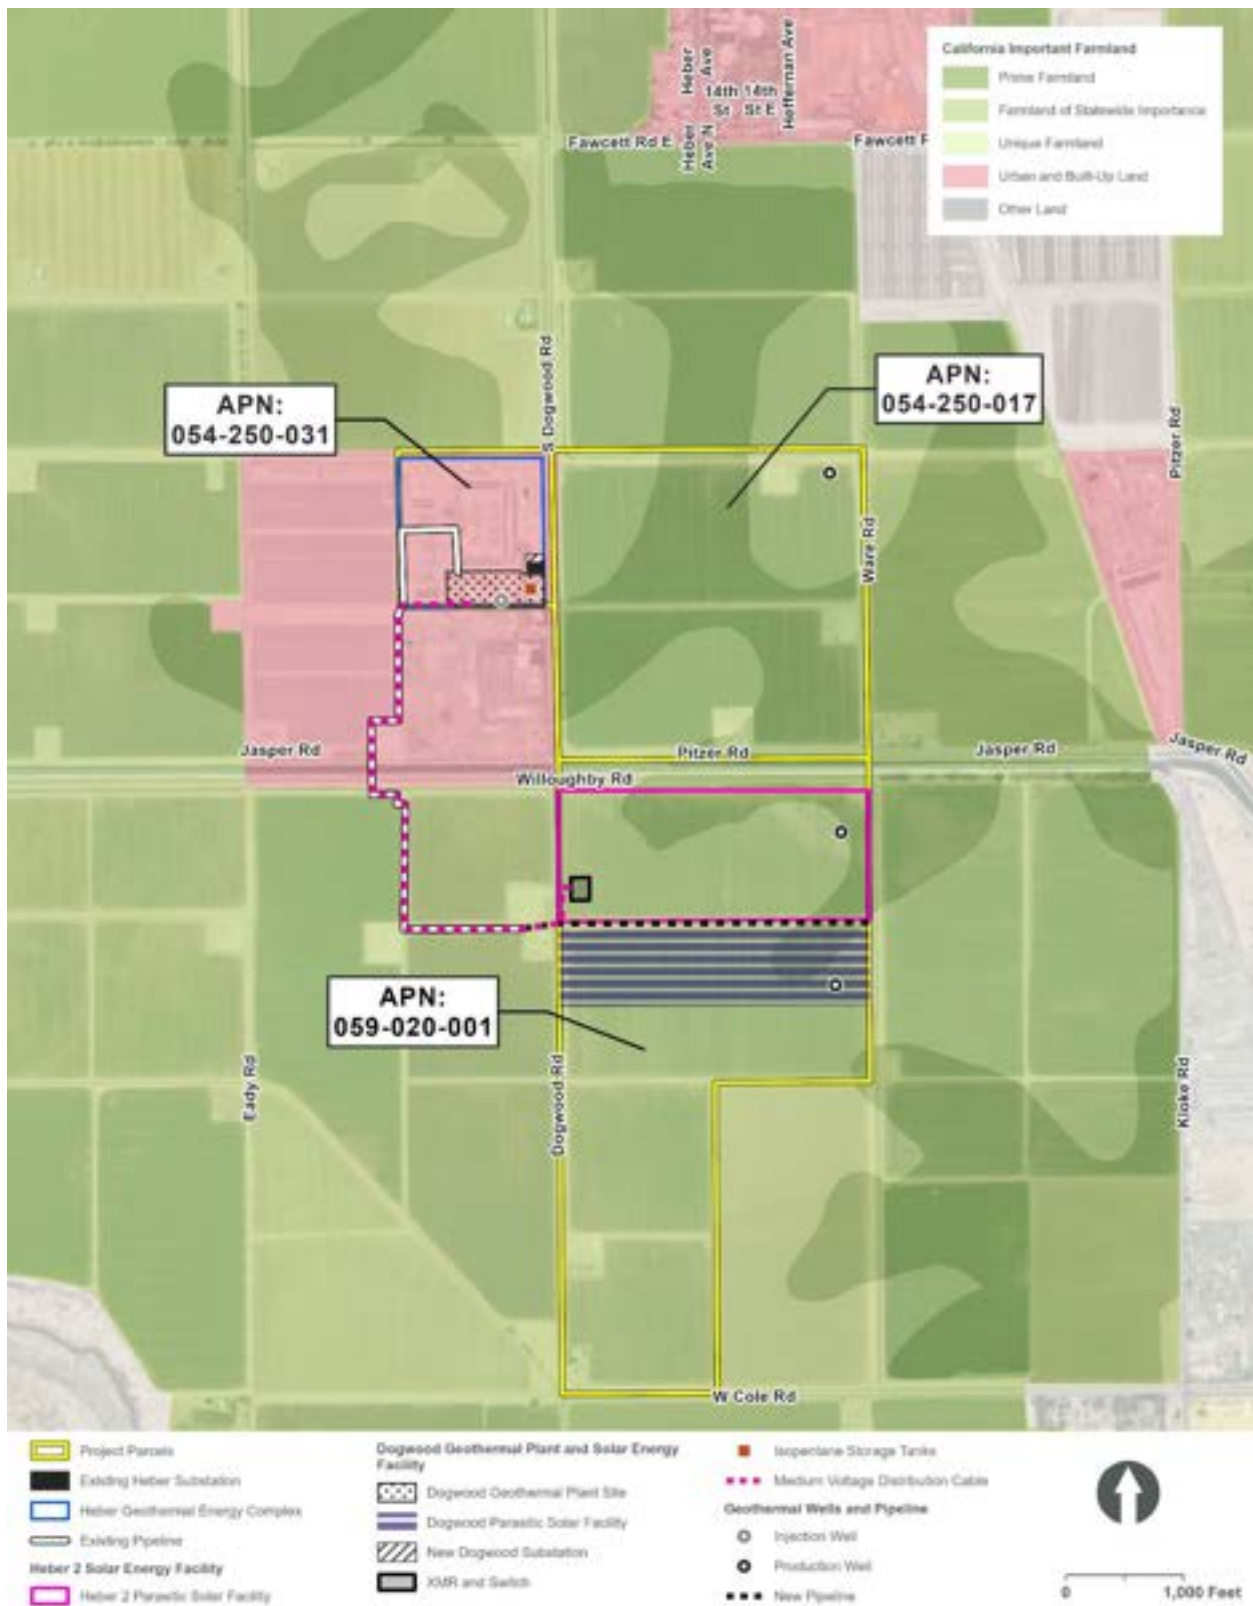 California Important Farmland
Prime Farmland
Farmland of Statewide Importance
Unique Farmland
Urban and Built-Up Land
Other Land
Heber
Ave
Heber
Ave N
14th
St
14th
St E
Heffernan Ave
Fawcett Rd E
Fawcett R
S Dogwood Rd
APN:
054-250-031
APN:
054-250-017
Pitzer Rd
Ware Rd
Jasper Rd
Pitzer Rd
Jasper Rd
Jasper Rd
Willoughby Rd
APN:
059-020-001
Eady Rd
Dogwood Rd
Kloke Rd
W Cole Rd
Project Parcels
Existing Heber Substation
Heber Geothermal Energy Complex
Existing Pipeline
Heber 2 Solar Energy Facility
Heber 2 Parasitic Solar Facility
Dogwood Geothermal Plant and Solar Energy
Facility
Dogwood Geothermal Plant Site
Dogwood Parasitic Solar Facility
New Dogwood Substation
XMR and Switch
Isopentane Storage Tanks
Medium Voltage Distribution Cable
Geothermal Wells and Pipeline
Injection Well
Production Well
New Pipeline
0 1,000 Feet